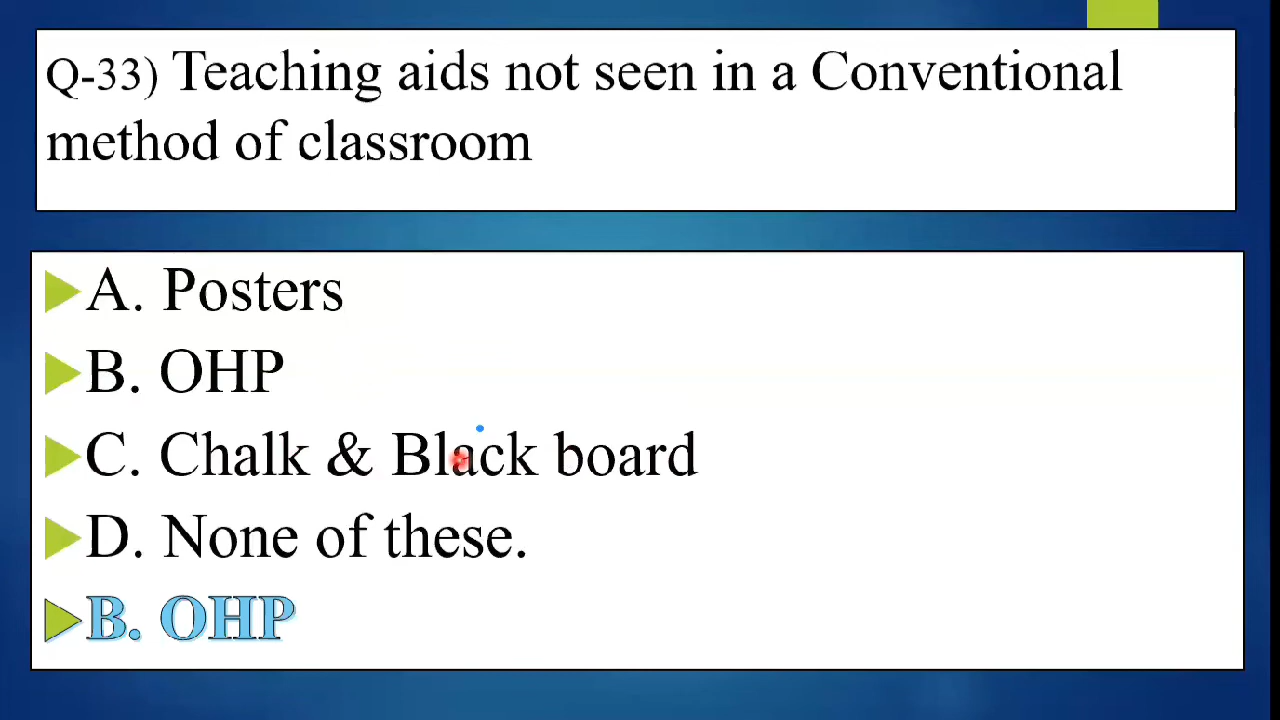 Q-33) Teaching aids not seen in a Conventional
method of classroom
A. Posters
B. OHP
C. Chalk & Black board
D. None of these.
B. OHP